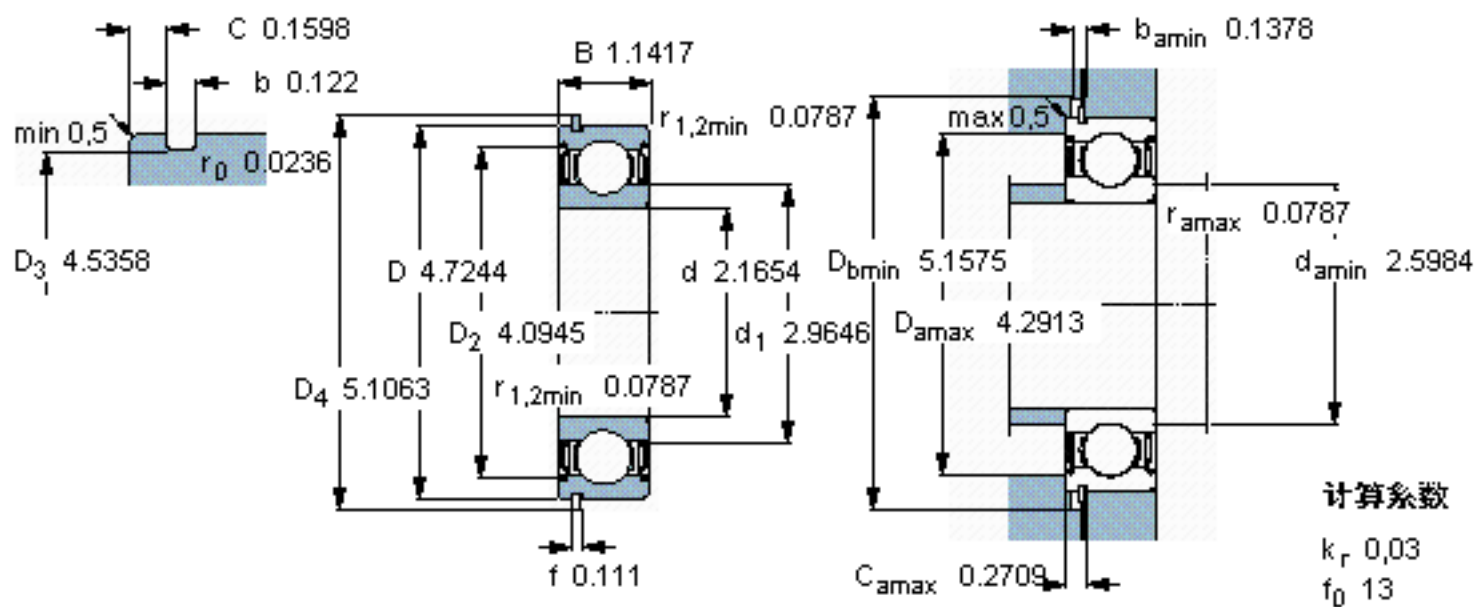 C 0.1598
b 0.122
min 0,5
r0 0.0236
D3 4.5358
B 1.1417
r1,2min 0.0787
D 4.7244
d 2.1654
D2 4.0945
d1 2.9646
D4 5.1063
r1,2min 0.0787
f 0.111
bamin 0.1378
max 0,5
ramax 0.0787
Dbmin 5.1575
damin 2.5984
Damax 4.2913
Camax 0.2709
计算系数
kr 0,03
f0 13